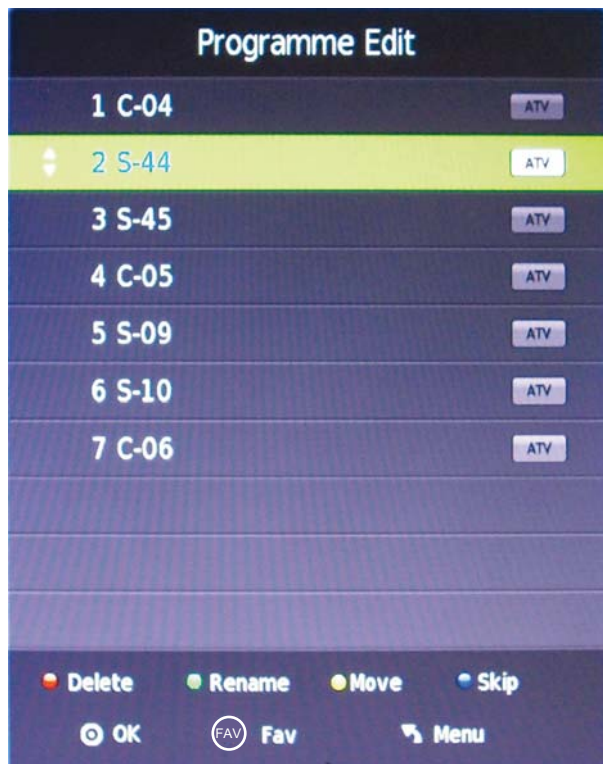 Programme Edit
1 C-04 ATV
2 S-44 ATV
3 S-45 ATV
4 C-05 ATV
5 S-09 ATV
6 S-10 ATV
7 C-06 ATV
Delete Rename Move Skip
OK FAV Fav Menu